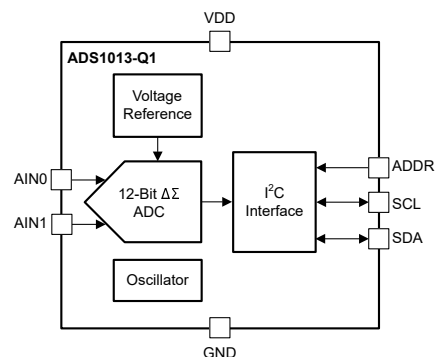 VDD
ADS1013-Q1
Voltage
Reference
AIN0
AIN1
12-Bit ΔΣ
ADC
I²C
Interface
ADDR
SCL
SDA
Oscillator
GND